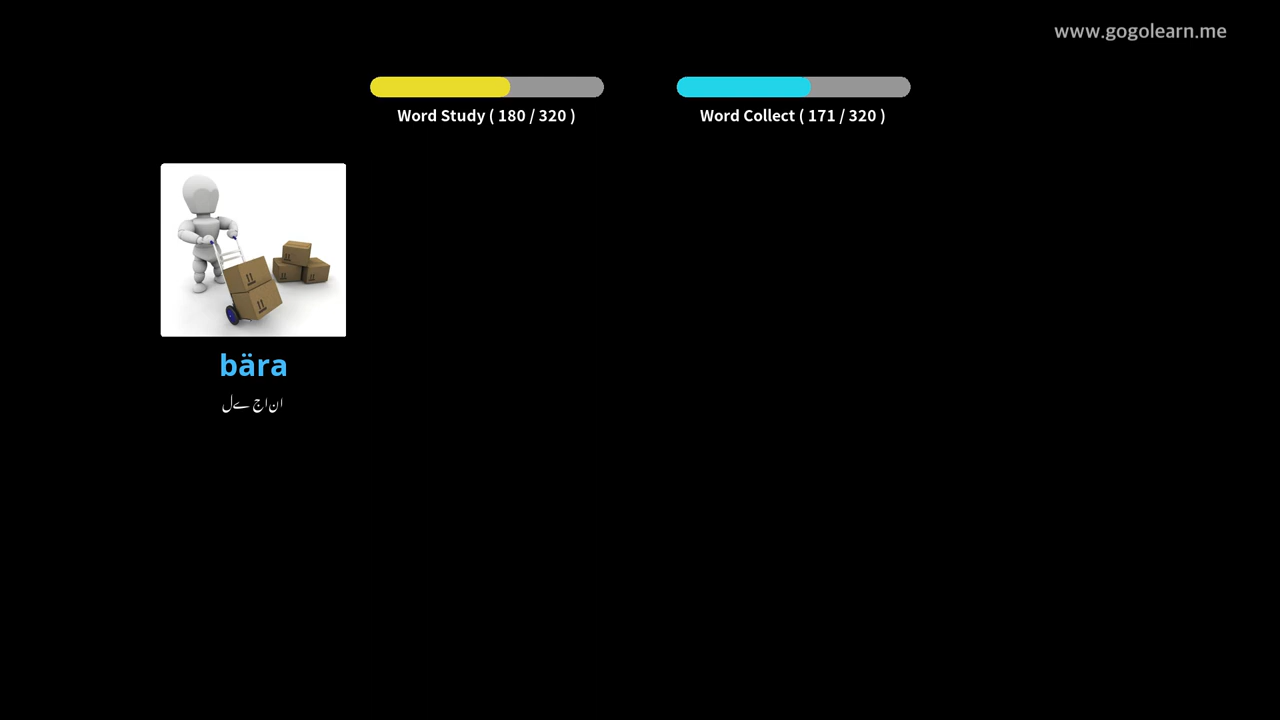 www.gogolearn.me
Word Study ( 180 / 320 )
Word Collect ( 171 / 320 )
bära
لے جانا